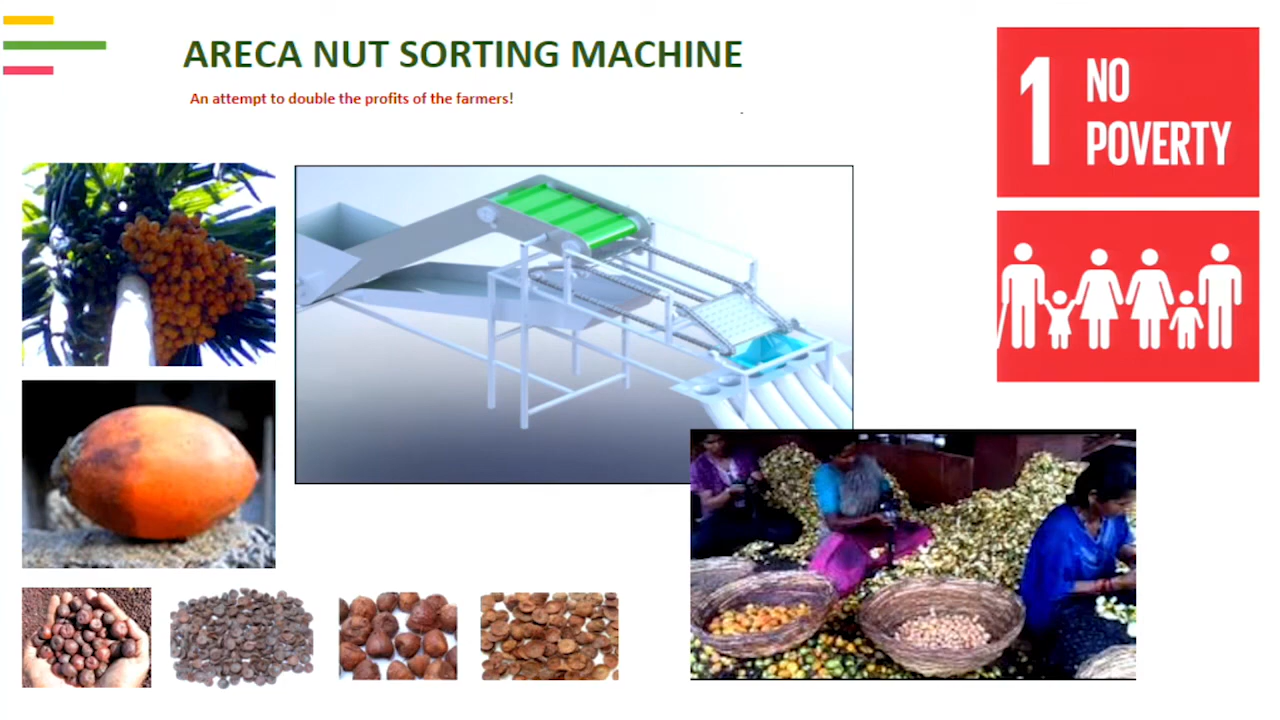 ARECA NUT SORTING MACHINE
An attempt to double the profits of the farmers!
1 NO
POVERTY